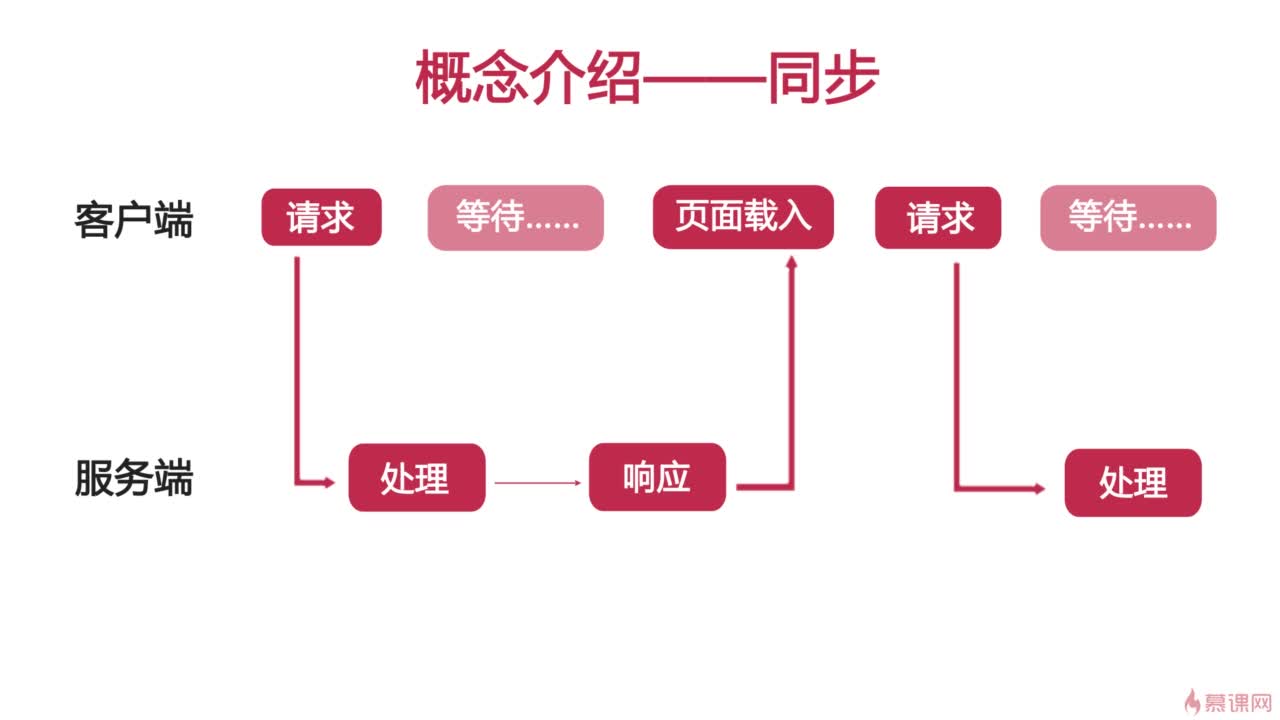 概念介绍——同步
客户端 请求 等待…… 页面载入 请求 等待……
服务端 处理 响应 处理
慕课网